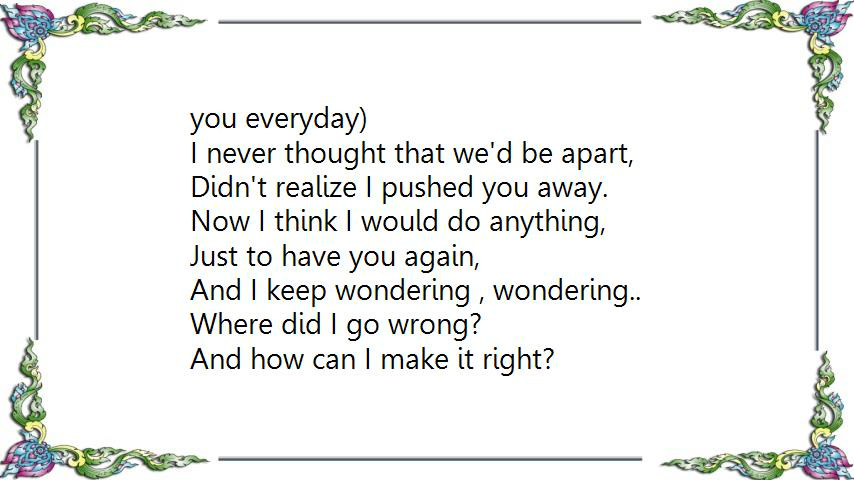 you everyday)
I never thought that we'd be apart,
Didn't realize I pushed you away.
Now I think I would do anything,
Just to have you again,
And I keep wondering , wondering..
Where did I go wrong?
And how can I make it right?